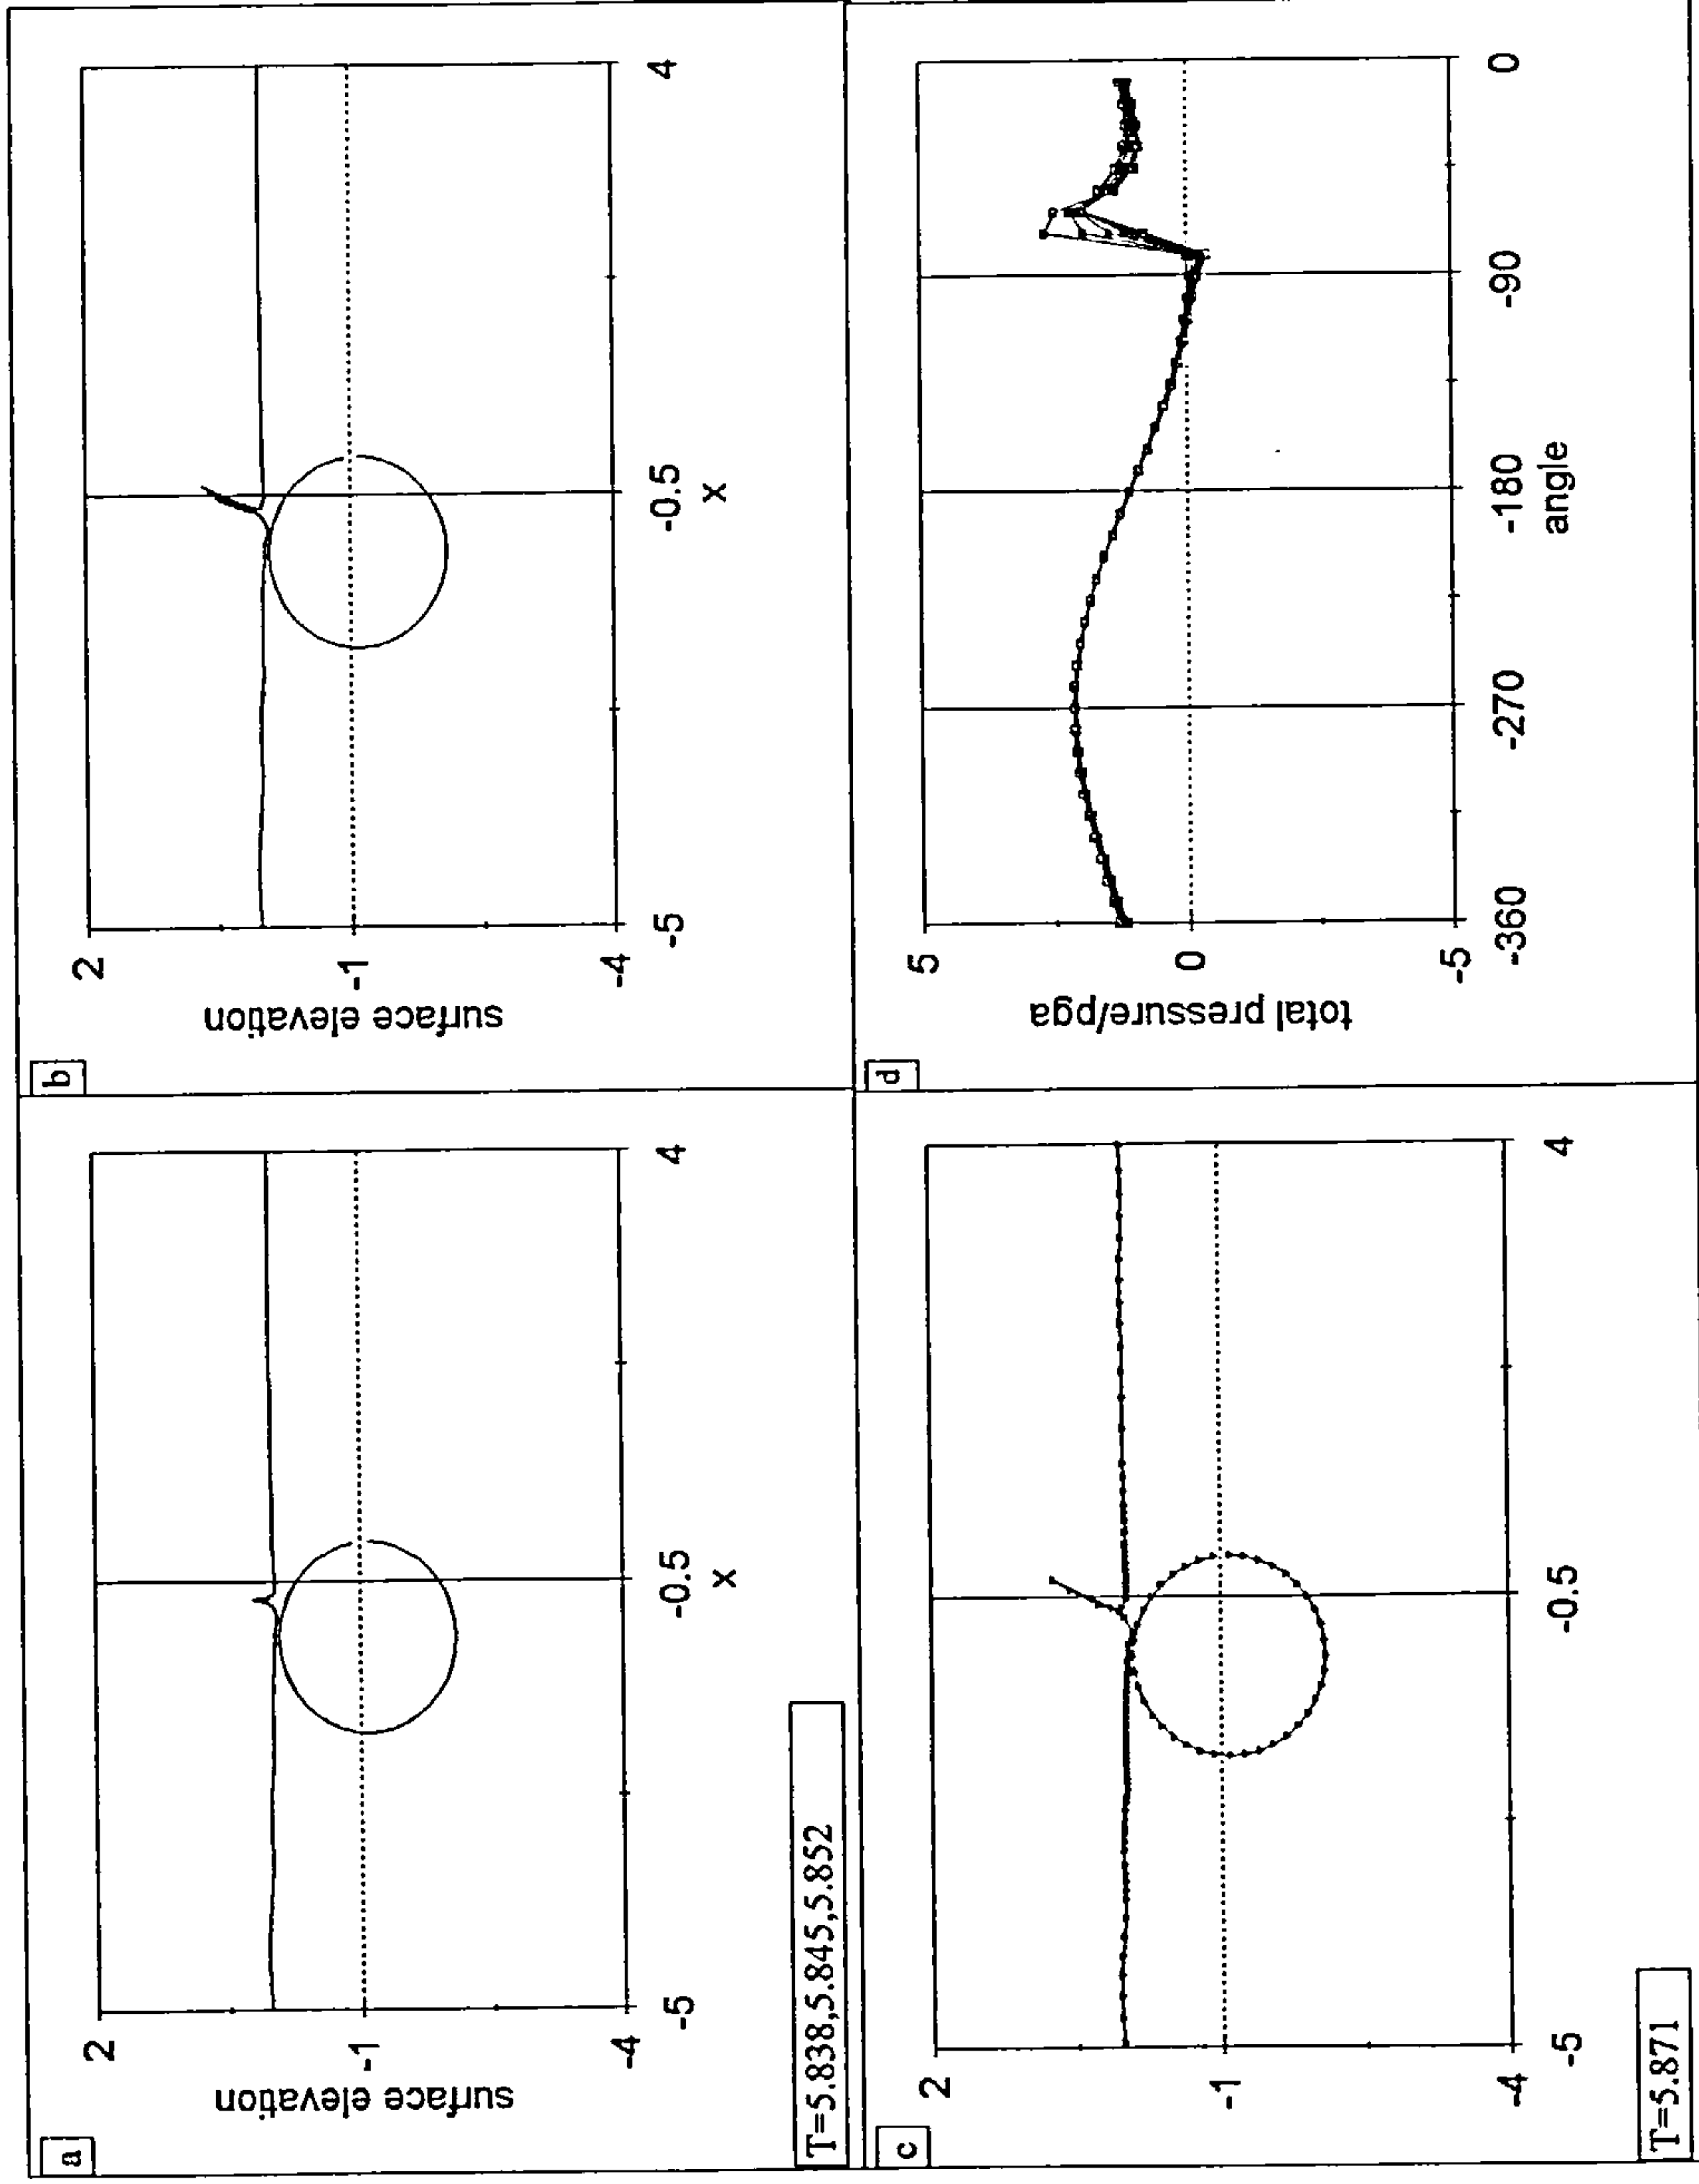 a
surface elevation
2
-1
-4
-5
-0.5
4
x
T=5.838,5.845,5.852
b
surface elevation
2
-1
-4
-5
-0.5
4
x
c
2
-1
-4
-5
-0.5
4
T=5.871
d
total pressure/pga
5
0
-5
-360
-270
-180
-90
0
angle